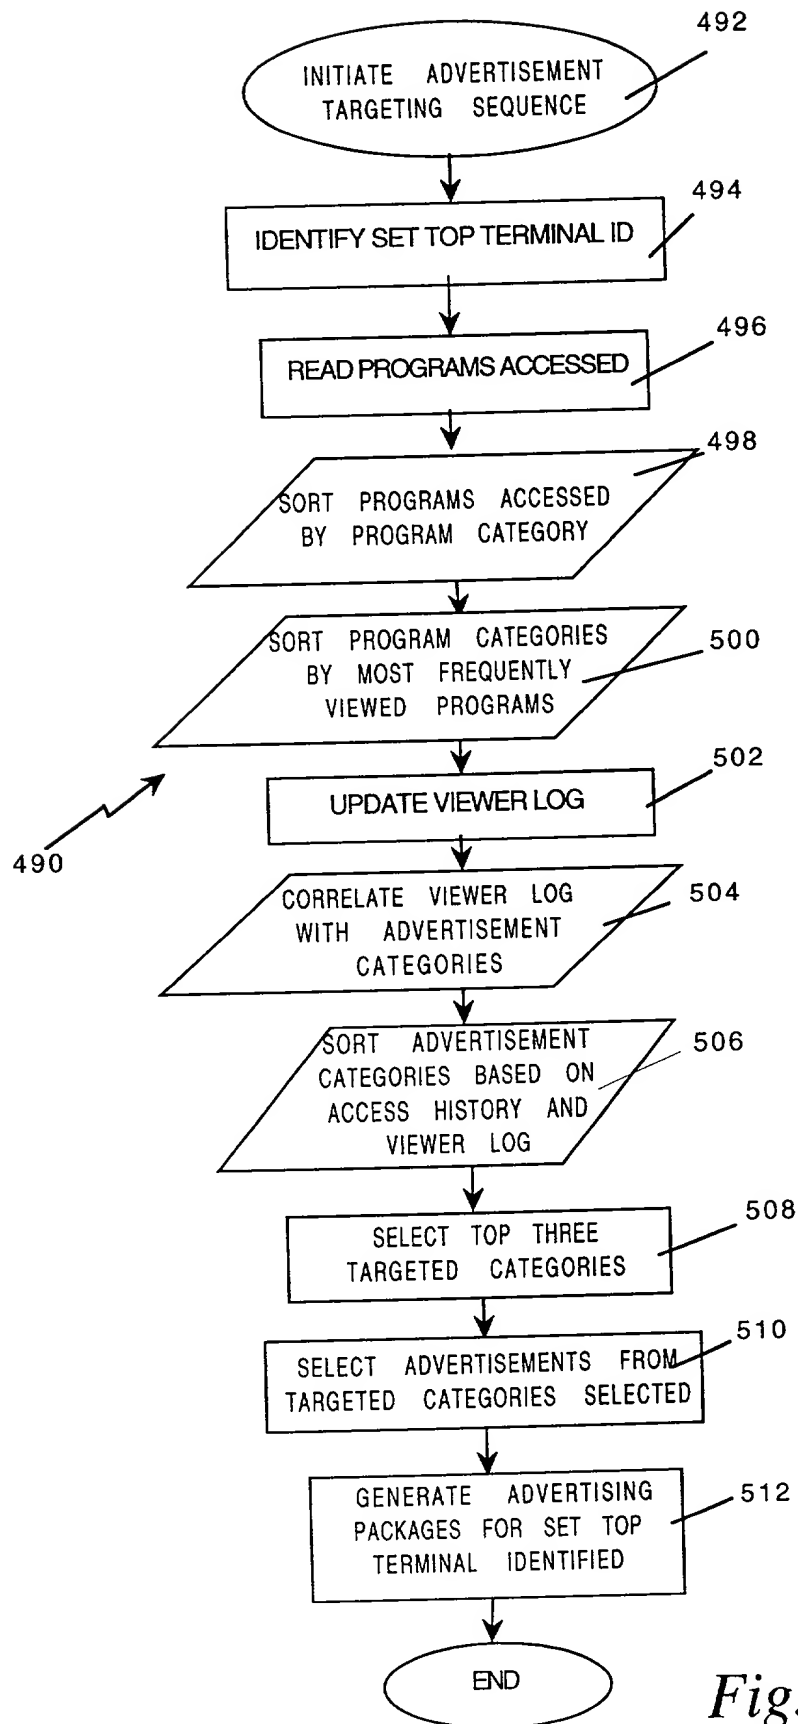 492
INITIATE ADVERTISEMENT
TARGETING SEQUENCE
494
IDENTIFY SET TOP TERMINAL ID
496
READ PROGRAMS ACCESSED
498
SORT PROGRAMS ACCESSED
BY PROGRAM CATEGORY
500
SORT PROGRAM CATEGORIES
BY MOST FREQUENTLY
VIEWED PROGRAMS
502
UPDATE VIEWER LOG
490
504
CORRELATE VIEWER LOG
WITH ADVERTISEMENT
CATEGORIES
506
SORT ADVERTISEMENT
CATEGORIES BASED ON
ACCESS HISTORY AND
VIEWER LOG
508
SELECT TOP THREE
TARGETED CATEGORIES
510
SELECT ADVERTISEMENTS FROM
TARGETED CATEGORIES SELECTED
512
GENERATE ADVERTISING
PACKAGES FOR SET TOP
TERMINAL IDENTIFIED
END
Fig.